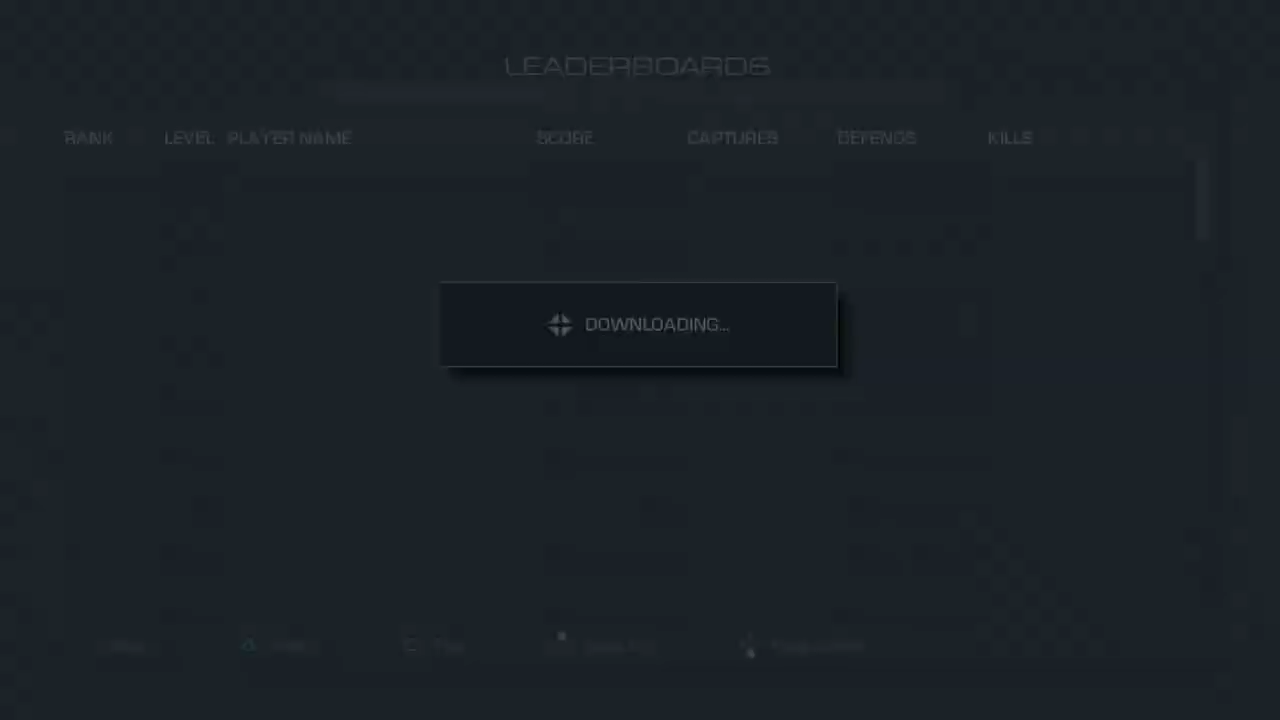 LEADERBOARDS
RANK LEVEL PLAYER NAME SCORE CAPTURES DEFENDS KILLS
DOWNLOADING...